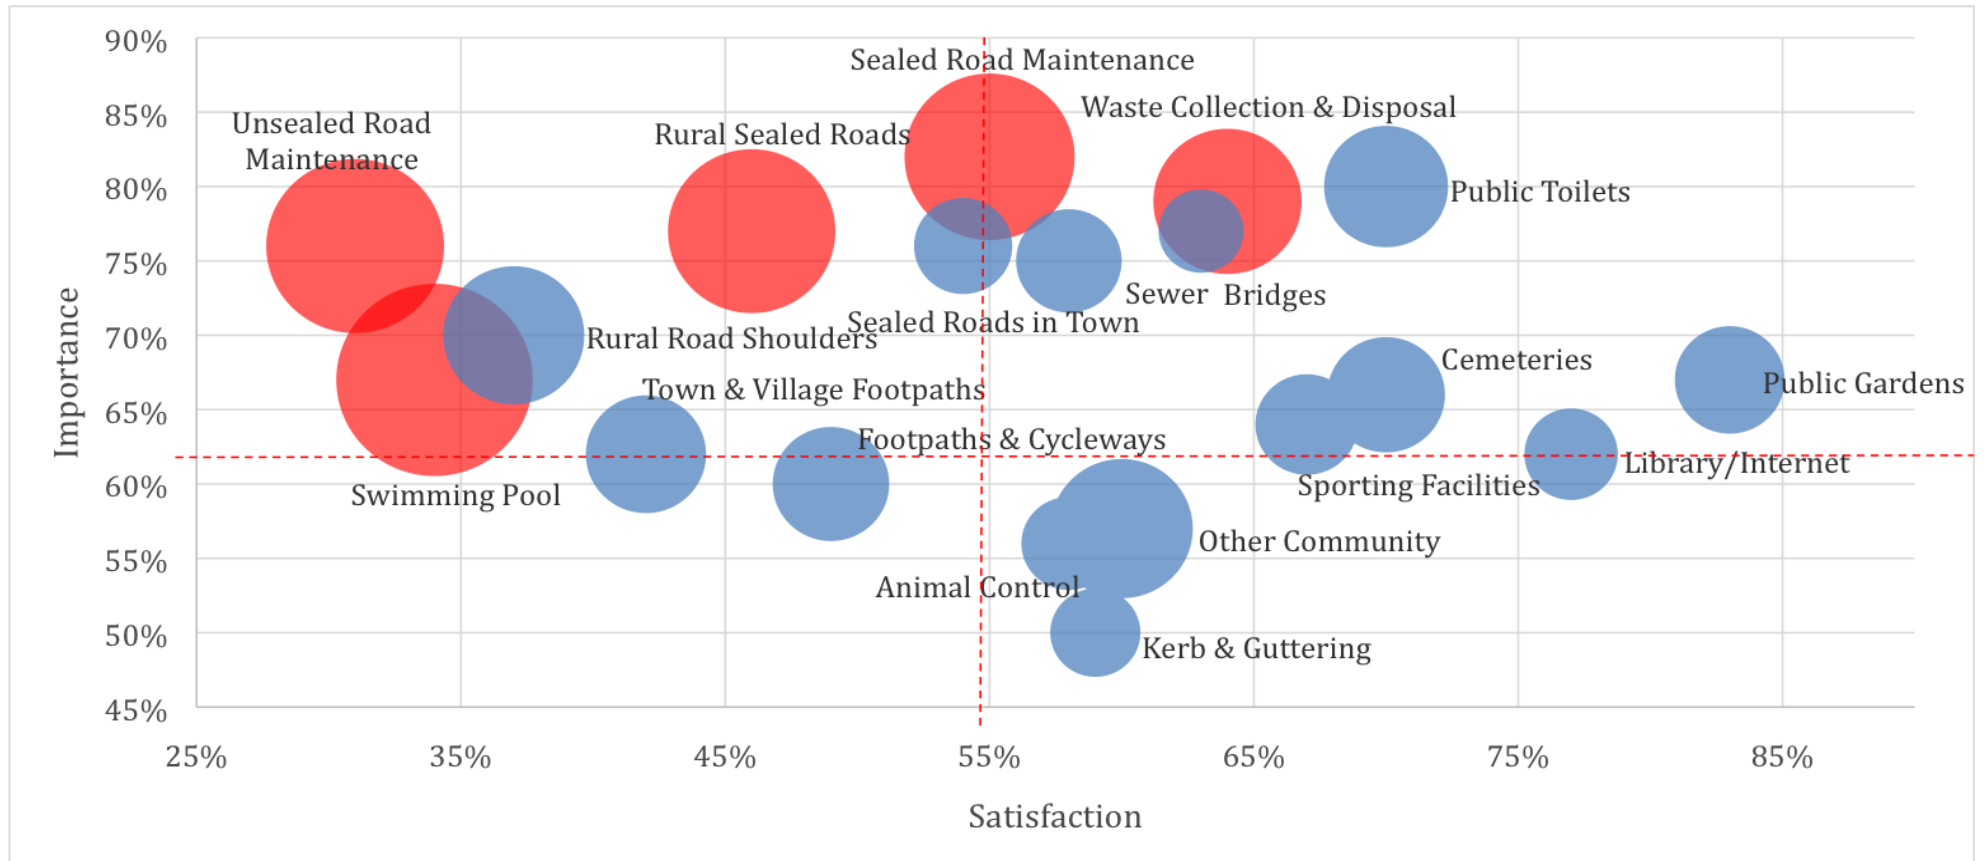 90%
Sealed Road Maintenance
85%
Waste Collection & Disposal
Unsealed Road
Maintenance
Rural Sealed Roads
80%
Public Toilets
75%
Sewer
Bridges
70%
Sealed Roads in Town
Rural Road Shoulders
Cemeteries
Town & Village Footpaths
Public Gardens
65%
Footpaths & Cycleways
Library/Internet
60%
Swimming Pool
Sporting Facilities
Other Community
55%
Animal Control
50%
Kerb & Guttering
45%
Importance
25%
35%
45%
55%
65%
75%
85%
Satisfaction